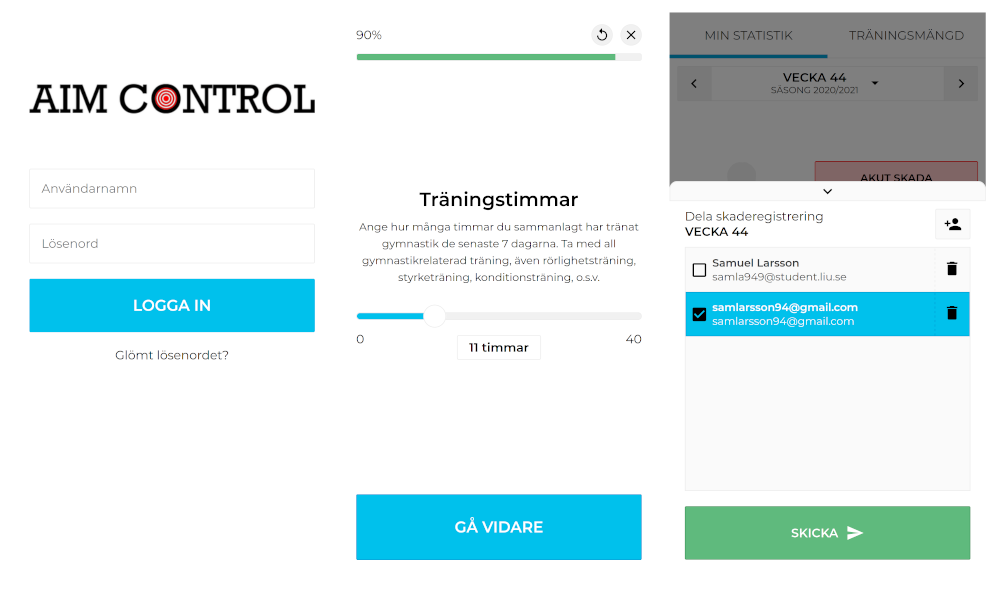 AIM CONTROL
Användarnamn
Lösenord
LOGGA IN
Glömt lösenordet?
90%
Träningstimmar
Ange hur många timmar du sammanlagt har tränat
gymnastik de senaste 7 dagarna. Ta med all
gymnastikrelaterad träning, även rörlighetsträning,
styrketräning, konditionsträning, o.s.v.
0
40
11 timmar
GÅ VIDARE
MIN STATISTIK
TRÄNINGSMÄNGD
VECKA 44
SÄSONG 2020/2021
AKUT SKADA
Dela skaderegistrering
VECKA 44
Samuel Larsson
samla949@student.liu.se
samlarsson94@gmail.com
samlarsson94@gmail.com
SKICKA